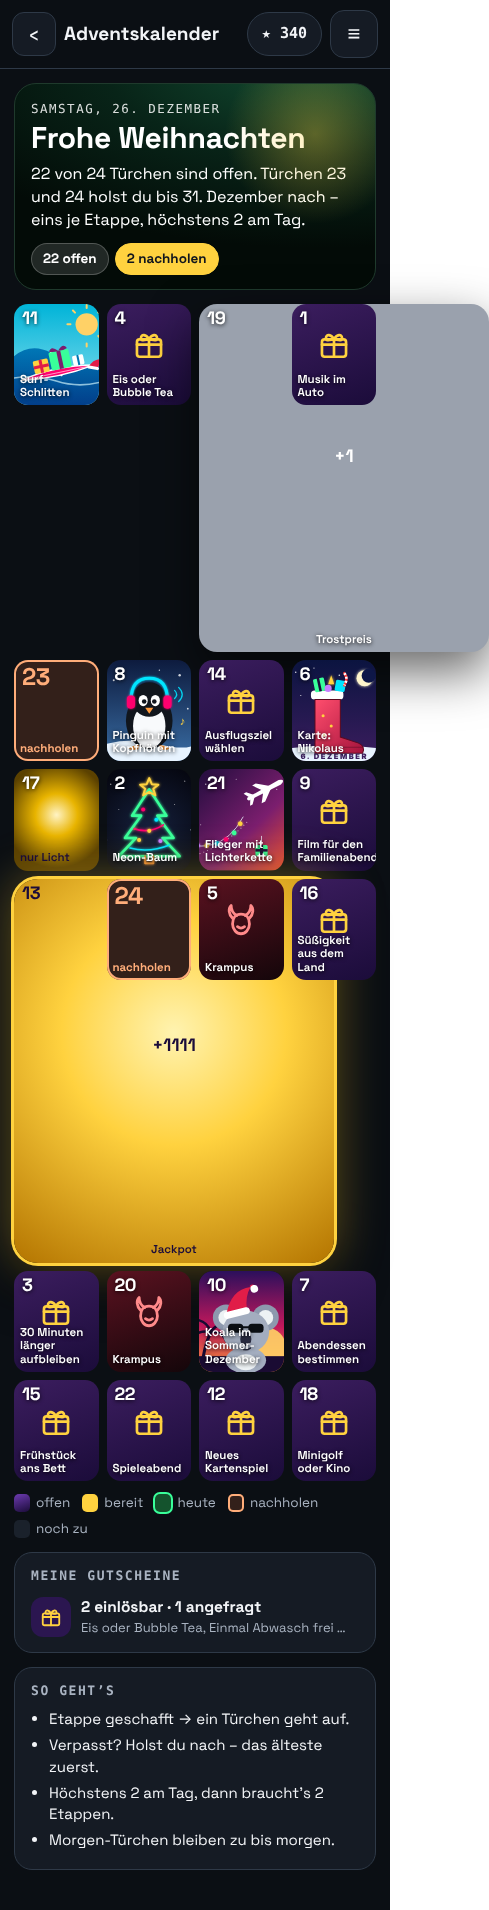 <
Adventskalender
★ 340
≡
SAMSTAG, 26. DEZEMBER
Frohe Weihnachten
22 von 24 Türchen sind offen. Türchen 23
und 24 holst du bis 31. Dezember nach –
eins je Etappe, höchstens 2 am Tag.
22 offen
2 nachholen
11
Surf-
Schlitten
4
Eis oder
Bubble Tea
19
+1
Trostpreis
1
Musik im
Auto
23
nachholen
8
Pinguin mit
Kopfhörern
14
Ausflugsziel
wählen
6
Karte:
Nikolaus
6. DEZEMBER
17
nur Licht
2
Neon-Baum
21
Flieger mit
Lichterkette
9
Film für den
Familienabend
13
+1111
Jackpot
24
nachholen
5
Krampus
16
Süßigkeit
aus dem
Land
3
30 Minuten
länger
aufbleiben
20
Krampus
10
Koala im
Sommer-
Dezember
7
Abendessen
bestimmen
15
Frühstück
ans Bett
22
Spieleabend
12
Neues
Kartenspiel
18
Minigolf
oder Kino
offen
bereit
heute
nachholen
noch zu
MEINE GUTSCHEINE
2 einlösbar · 1 angefragt
Eis oder Bubble Tea, Einmal Abwasch frei …
SO GEHT’S
• Etappe geschafft → ein Türchen geht auf.
• Verpasst? Holst du nach – das älteste
zuerst.
• Höchstens 2 am Tag, dann braucht’s 2
Etappen.
• Morgen-Türchen bleiben zu bis morgen.